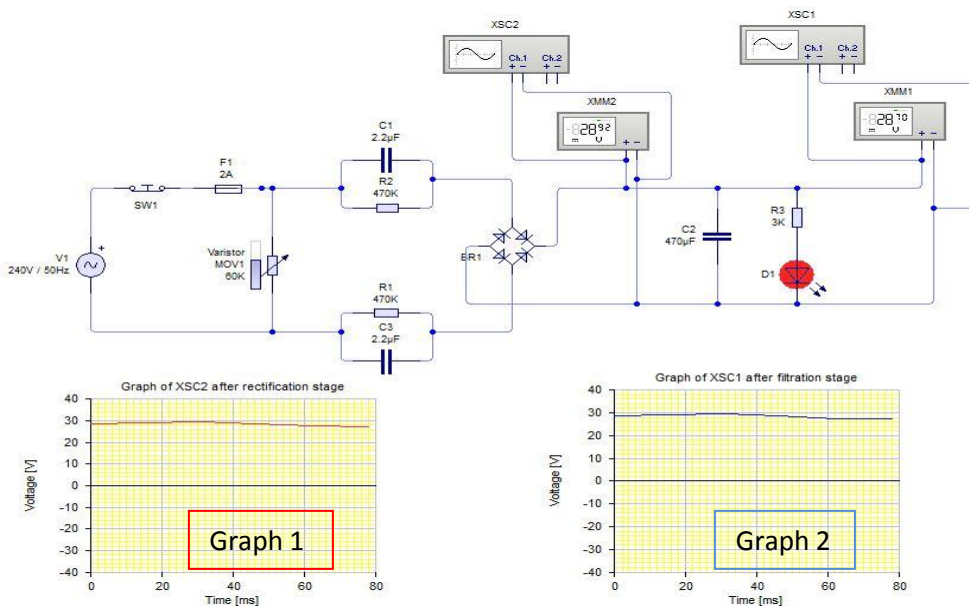 XSC2
Ch.1 Ch.2
+ − + −
XSC1
Ch.1 Ch.2
+ − + −
XMM2
2892
m V + −
XMM1
2870
m V + −
C1
2.2µF
R2
470K
F1
2A
SW1
V1
240V / 50Hz
+
Varistor
MOV1
60K
BR1
R1
470K
C3
2.2µF
C2
470µF
R3
3K
D1
Graph of XSC2 after rectification stage
Voltage [V]
40
30
20
10
0
-10
-20
-30
-40
0 20 40 60 80
Time [ms]
Graph 1
Graph of XSC1 after filtration stage
Voltage [V]
40
30
20
10
0
-10
-20
-30
-40
0 20 40 60 80
Time [ms]
Graph 2